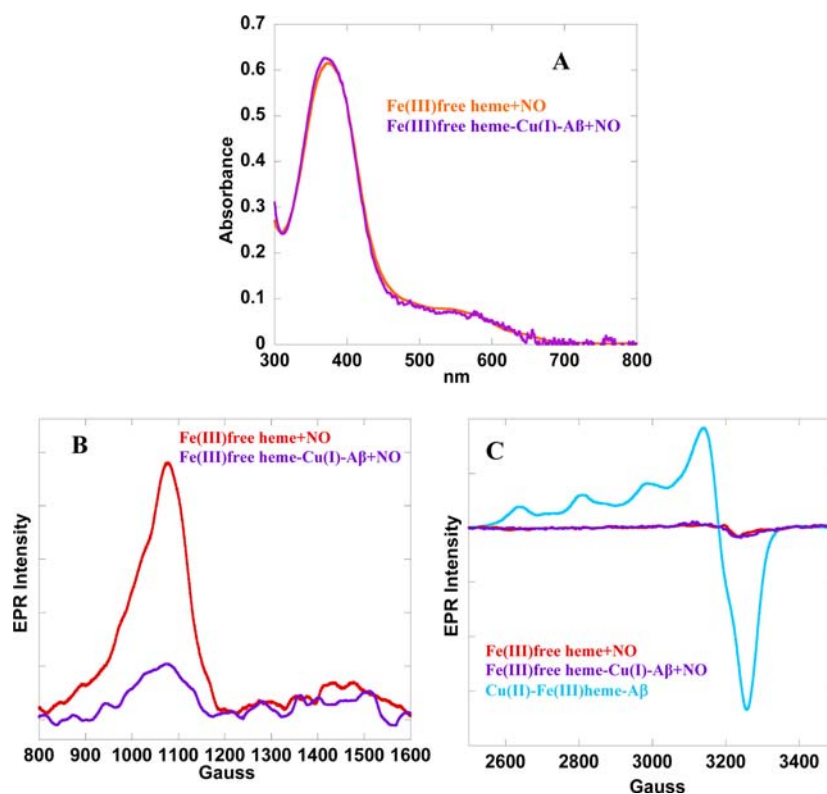 0.7
A
0.6
Fe(III)free heme+NO
Fe(III)free heme-Cu(I)-Aβ+NO
0.5
0.4
0.3
0.2
0.1
0
Absorbance
300 400 500 600 700 800
nm
B
Fe(III)free heme+NO
Fe(III)free heme-Cu(I)-Aβ+NO
EPR Intensity
800 900 1000 1100 1200 1300 1400 1500 1600
Gauss
C
EPR Intensity
Fe(III)free heme+NO
Fe(III)free heme-Cu(I)-Aβ+NO
Cu(II)-Fe(III)heme-Aβ
2600 2800 3000 3200 3400
Gauss